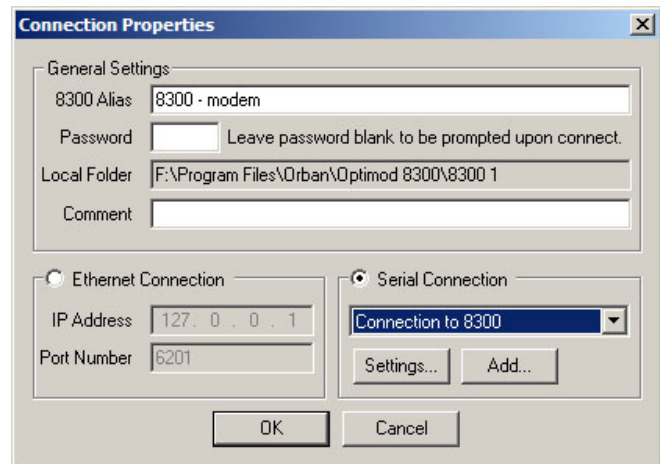 Connection Properties
General Settings
8300 Alias 8300 - modem
Password Leave password blank to be prompted upon connect.
Local Folder F:\Program Files\Orban\Optimod 8300\8300 1
Comment
Ethernet Connection
IP Address 127. 0 . 0 . 1
Port Number 6201
Serial Connection
Connection to 8300
Settings... Add...
OK Cancel